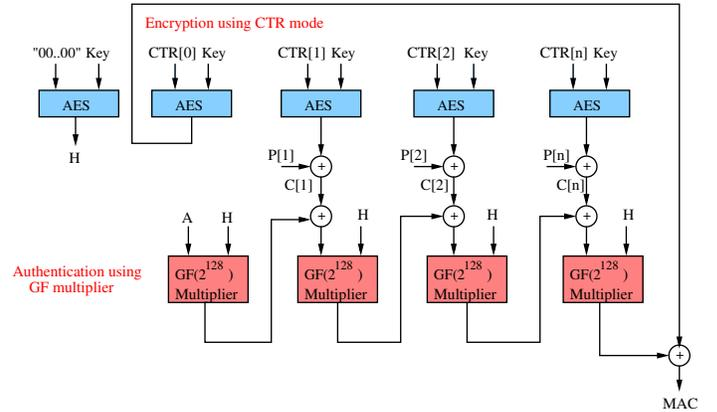 Encryption using CTR mode
"00..00" Key
CTR[0] Key
CTR[1] Key
CTR[2] Key
CTR[n] Key
AES
AES
AES
AES
AES
H
P[1]
+
P[2]
+
P[n]
+
C[1]
C[2]
C[n]
A
H
+
H
+
H
+
H
Authentication using
GF multiplier
GF(2^128)
Multiplier
GF(2^128)
Multiplier
GF(2^128)
Multiplier
GF(2^128)
Multiplier
+
MAC